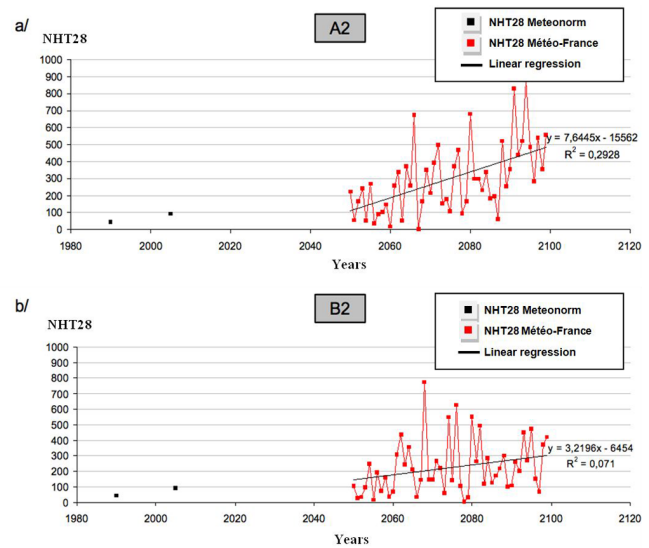 a/
NHT28
A2
NHT28 Meteonorm
NHT28 Météo-France
Linear regression
1000
900
800
700
600
500
400
300
200
100
0
y = 7,6445x - 15562
R² = 0,2928
1980 2000 2020 2040 2060 2080 2100 2120
Years
b/
NHT28
B2
NHT28 Meteonorm
NHT28 Météo-France
Linear regression
1000
900
800
700
600
500
400
300
200
100
0
y = 3,2196x - 6454
R² = 0,071
1980 2000 2020 2040 2060 2080 2100 2120
Years